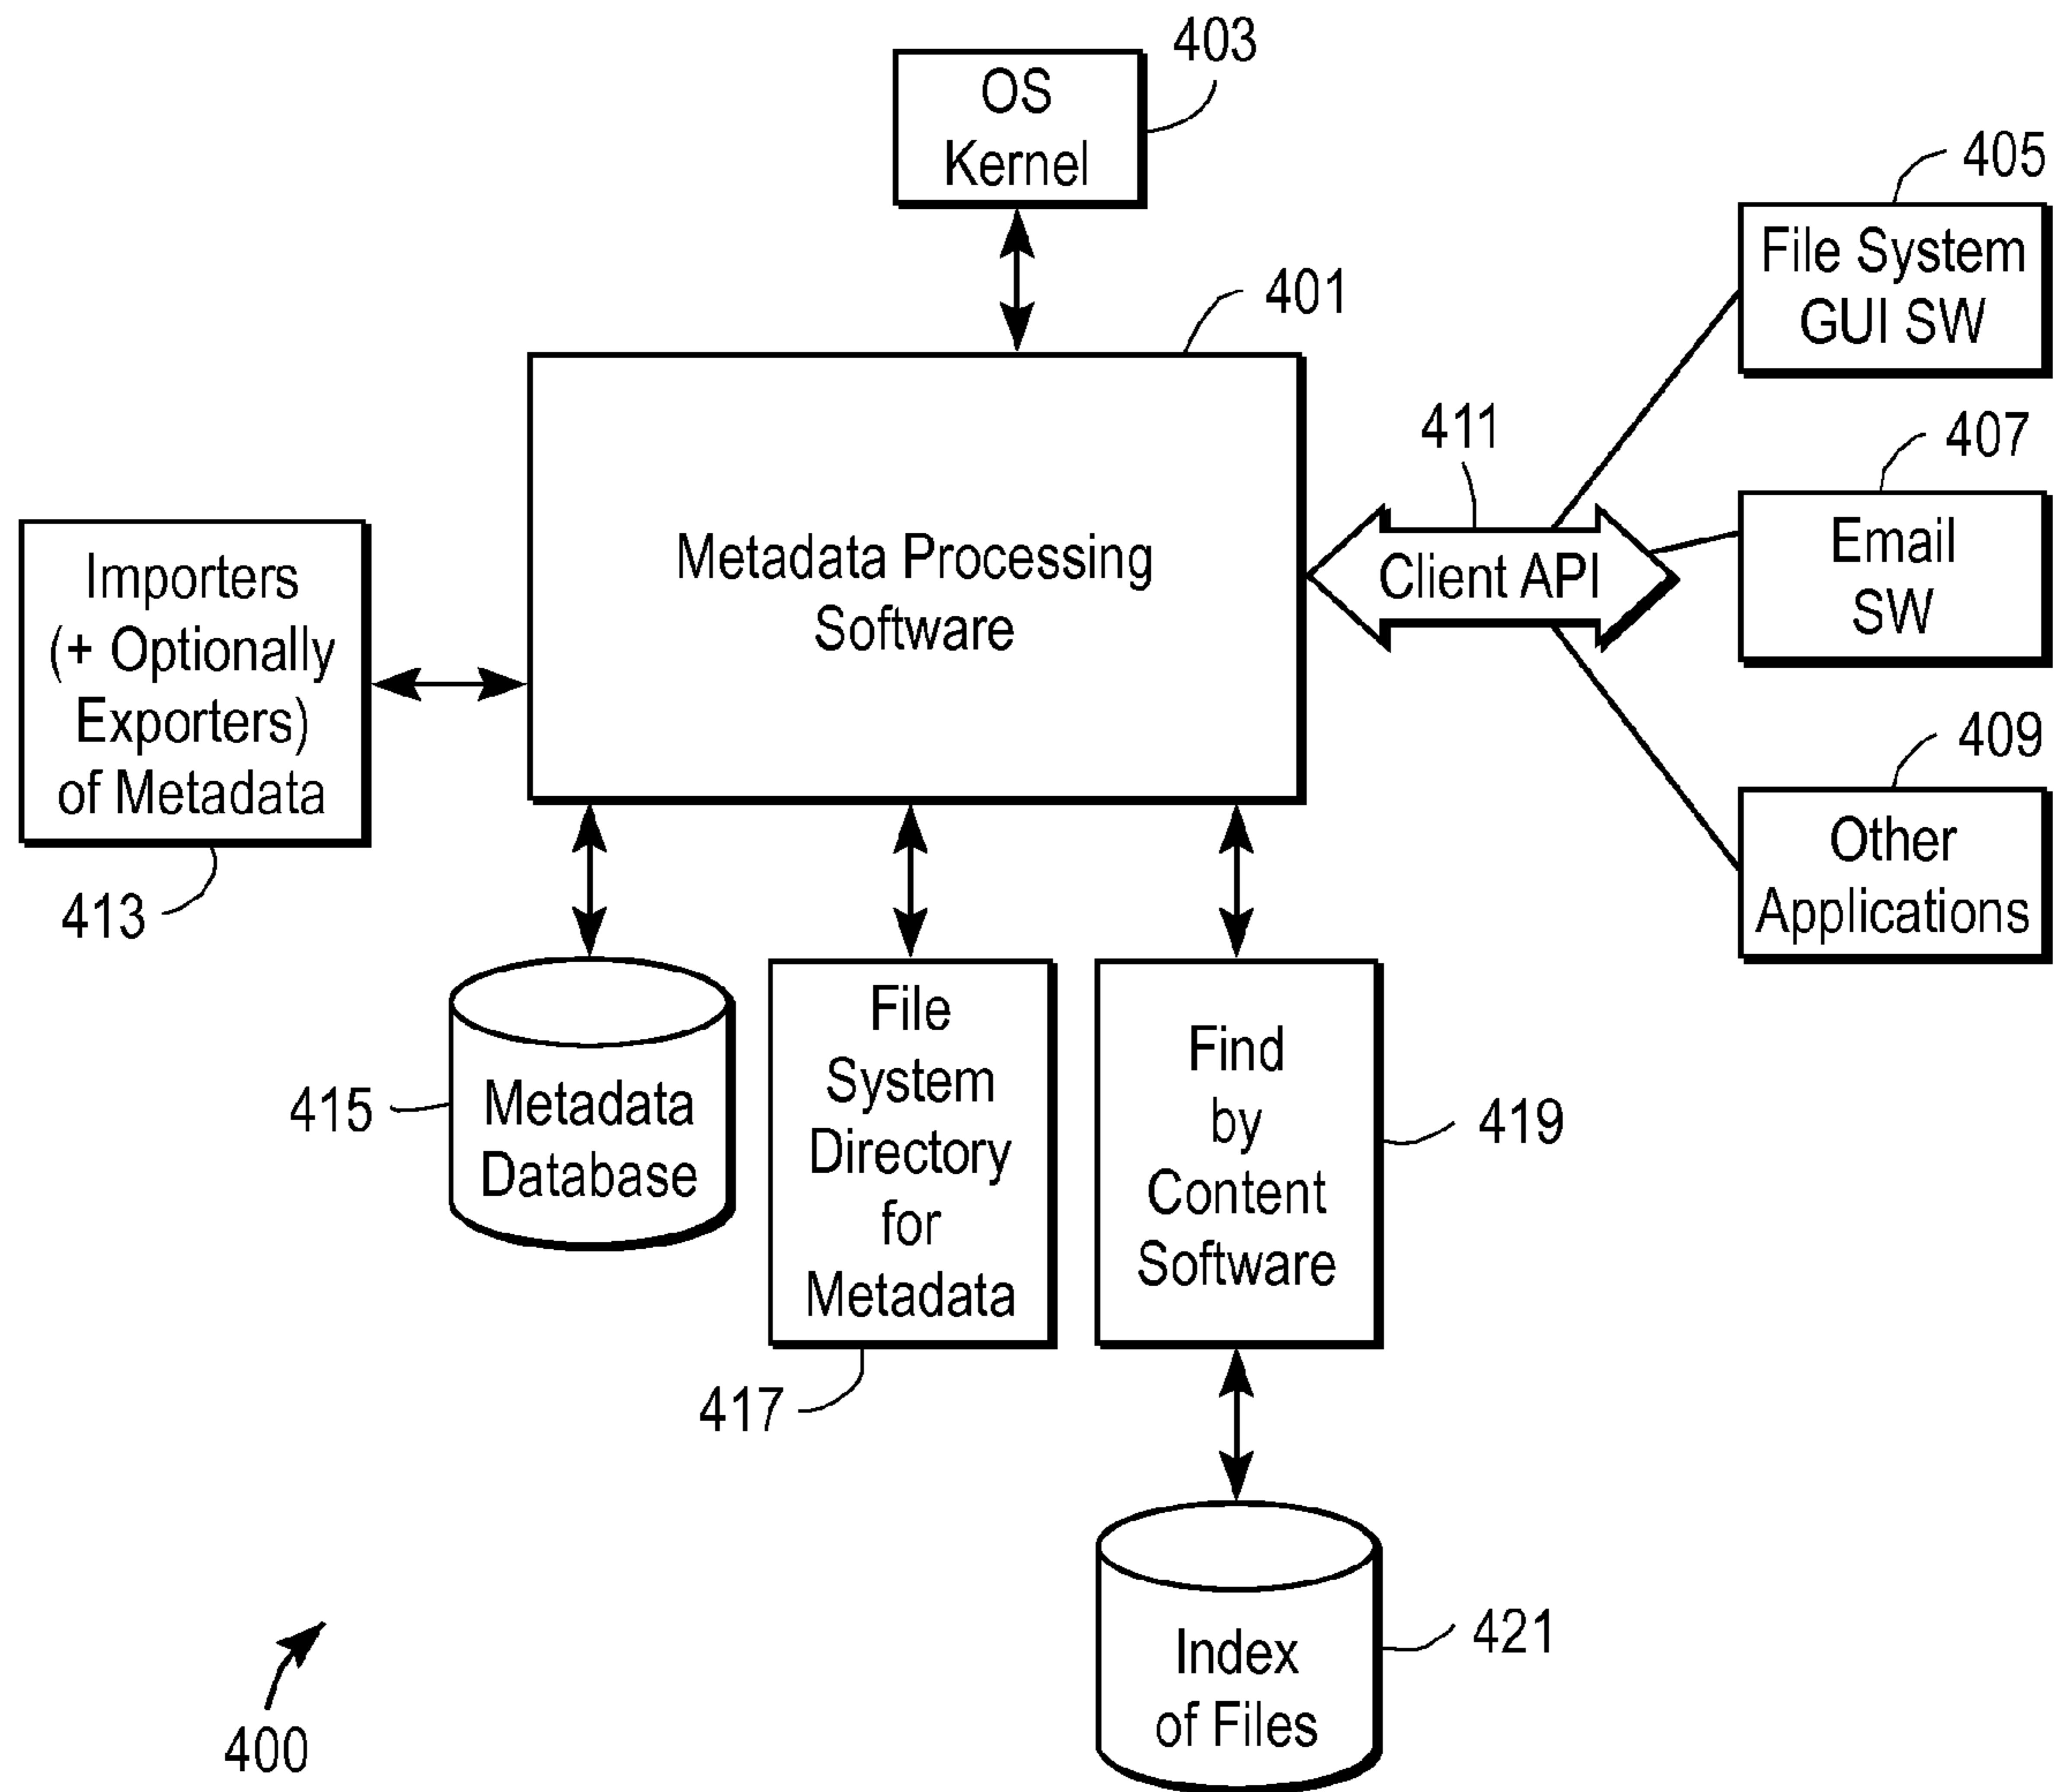 403
OS
Kernel
405
File System
GUI SW
401
411
407
Metadata Processing
Software
Client API
Email
SW
Importers
(+ Optionally
Exporters)
of Metadata
413
409
Other
Applications
415
Metadata
Database
File
System
Directory
for
Metadata
417
Find
by
Content
Software
419
Index
of Files
421
400